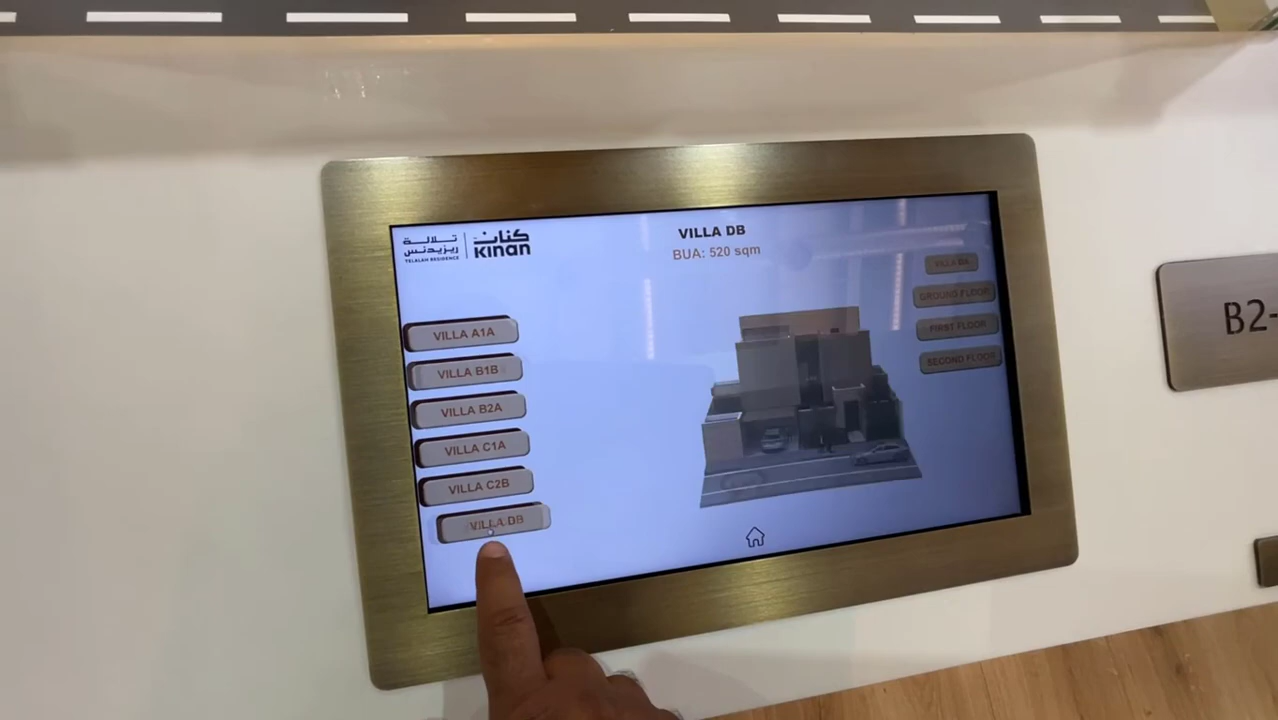 تلالة
ريزيدنس
TELALAH RESIDENCE
كنان
KINAN
VILLA DB
BUA: 520 sqm
VILLA A1A
VILLA B1B
VILLA B2A
VILLA C1A
VILLA C2B
VILLA DB
GROUND FLOOR
FIRST FLOOR
SECOND FLOOR
B2-